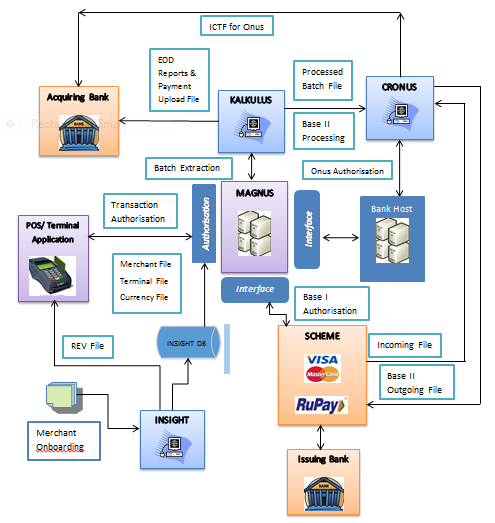 ICTF for Onus
EOD
Reports &
Payment
Upload File
Processed
Batch File
Acquiring Bank
BANK
KALKULUS
CRONUS
Base II
Processing
Batch Extraction
Onus Authorisation
MAGNUS
Transaction
Authorisation
Authorisation
Interface
Bank Host
POS/ Terminal
Application
Merchant File
Terminal File
Currency File
Interface
Base I
Authorisation
INSIGHT DB
SCHEME
REV File
Incoming File
VISA
MasterCard
RuPay
Base II
Outgoing File
INSIGHT
Merchant
Onboarding
Issuing Bank
BANK